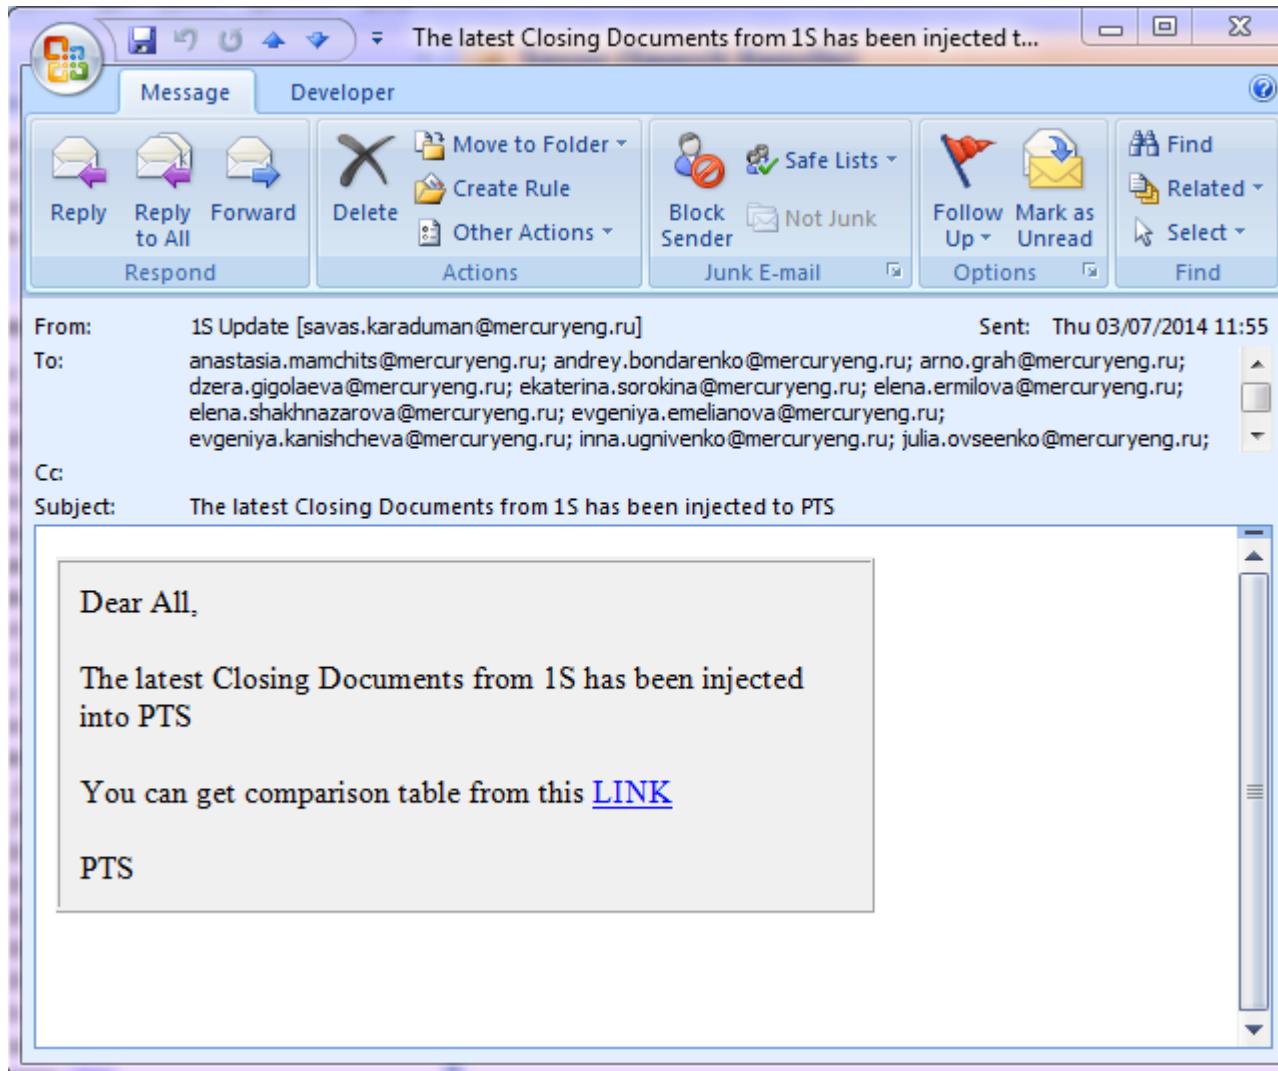 The latest Closing Documents from 1S has been injected t...
Message Developer
Reply
Reply to All
Forward
Delete
Move to Folder
Create Rule
Other Actions
Block Sender
Safe Lists
Not Junk
Follow Up
Mark as Unread
Find
Related
Select
Respond
Actions
Junk E-mail
Options
Find
From: 1S Update [savas.karaduman@mercuryeng.ru] Sent: Thu 03/07/2014 11:55
To: anastasia.mamchits@mercuryeng.ru; andrey.bondarenko@mercuryeng.ru; arno.grah@mercuryeng.ru;
dzera.gigolaeva@mercuryeng.ru; ekaterina.sorokina@mercuryeng.ru; elena.ermilova@mercuryeng.ru;
elena.shakhnazarova@mercuryeng.ru; evgeniya.emelianova@mercuryeng.ru;
evgeniya.kanishcheva@mercuryeng.ru; inna.ugnivenko@mercuryeng.ru; julia.ovseenko@mercuryeng.ru;
Cc:
Subject: The latest Closing Documents from 1S has been injected to PTS
Dear All,
The latest Closing Documents from 1S has been injected
into PTS
You can get comparison table from this LINK
PTS